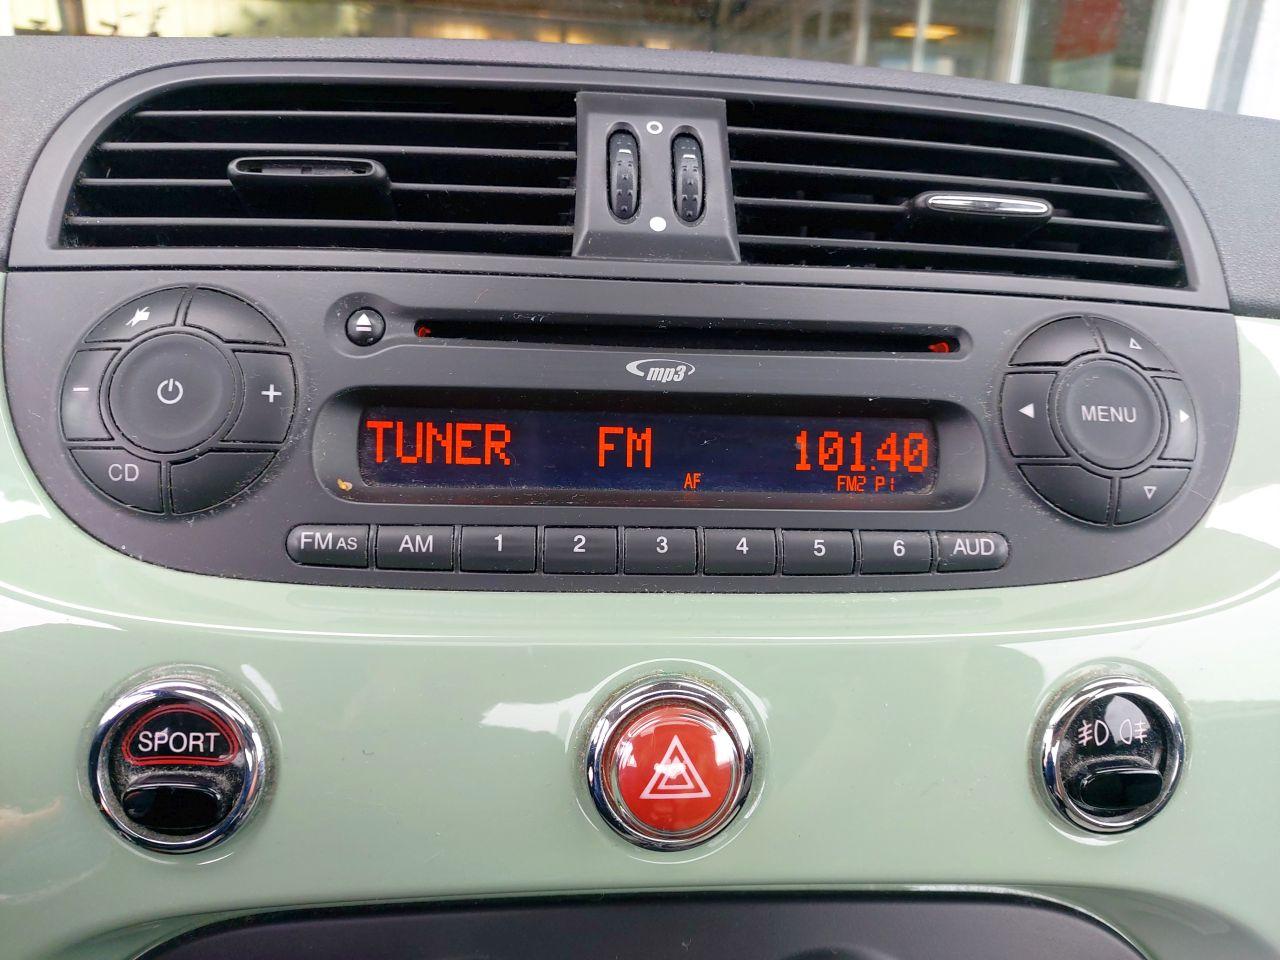 mp3
TUNER FM 101.40
AF FM2 P1
CD
MENU
FM AS AM 1 2 3 4 5 6 AUD
SPORT